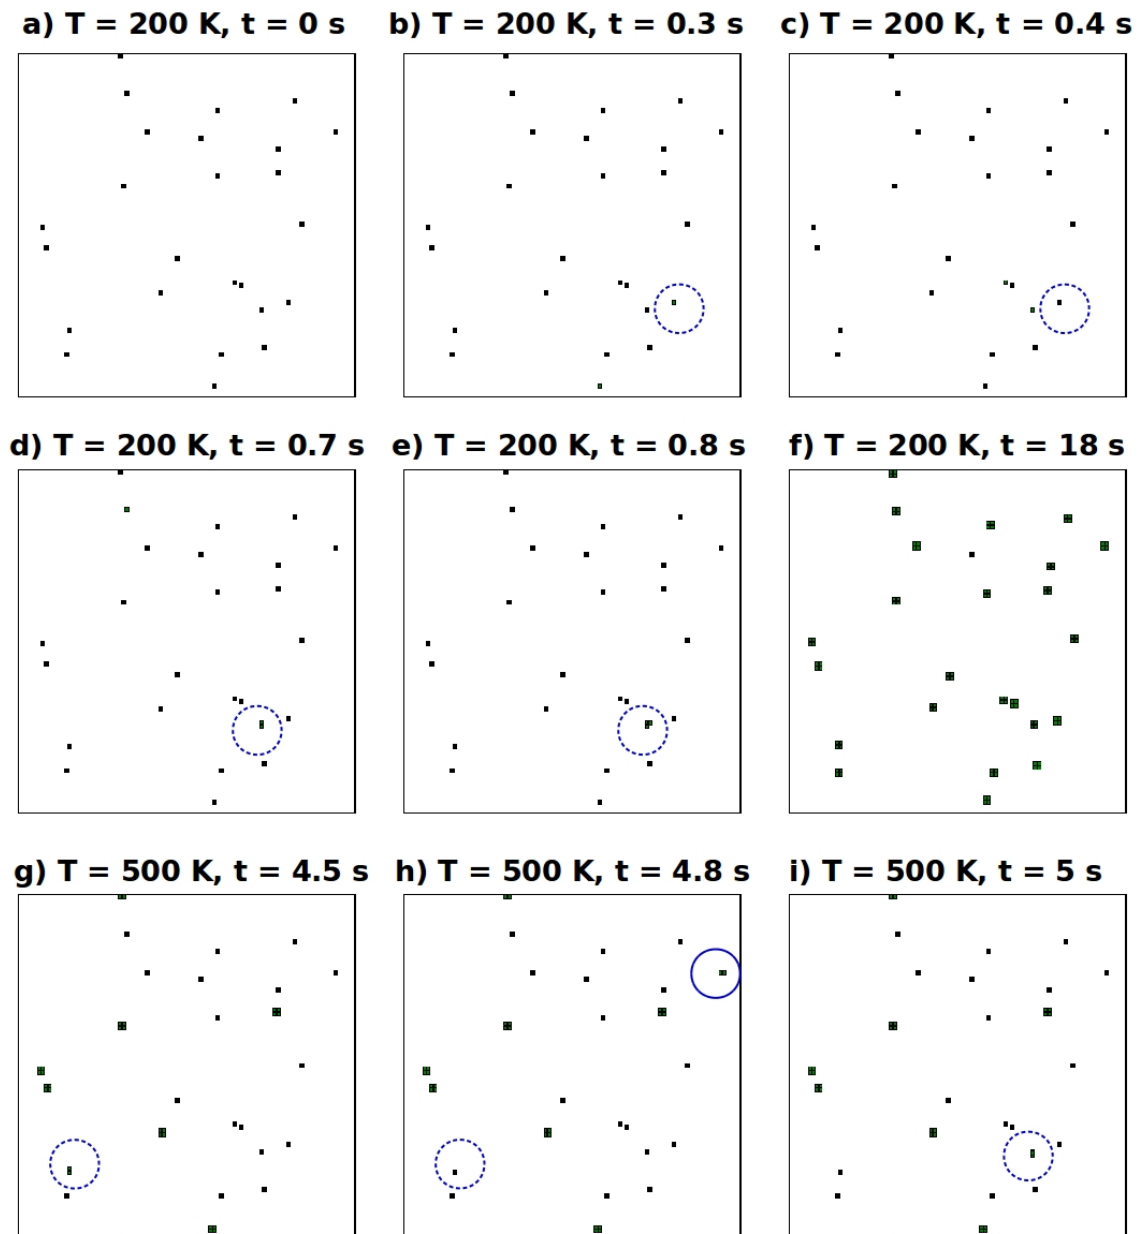 a) T = 200 K, t = 0 s
b) T = 200 K, t = 0.3 s
c) T = 200 K, t = 0.4 s
d) T = 200 K, t = 0.7 s
e) T = 200 K, t = 0.8 s
f) T = 200 K, t = 18 s
g) T = 500 K, t = 4.5 s
h) T = 500 K, t = 4.8 s
i) T = 500 K, t = 5 s